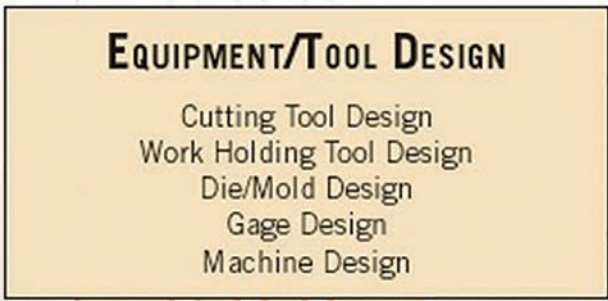 EQUIPMENT/TOOL DESIGN
Cutting Tool Design
Work Holding Tool Design
Die/Mold Design
Gage Design
Machine Design